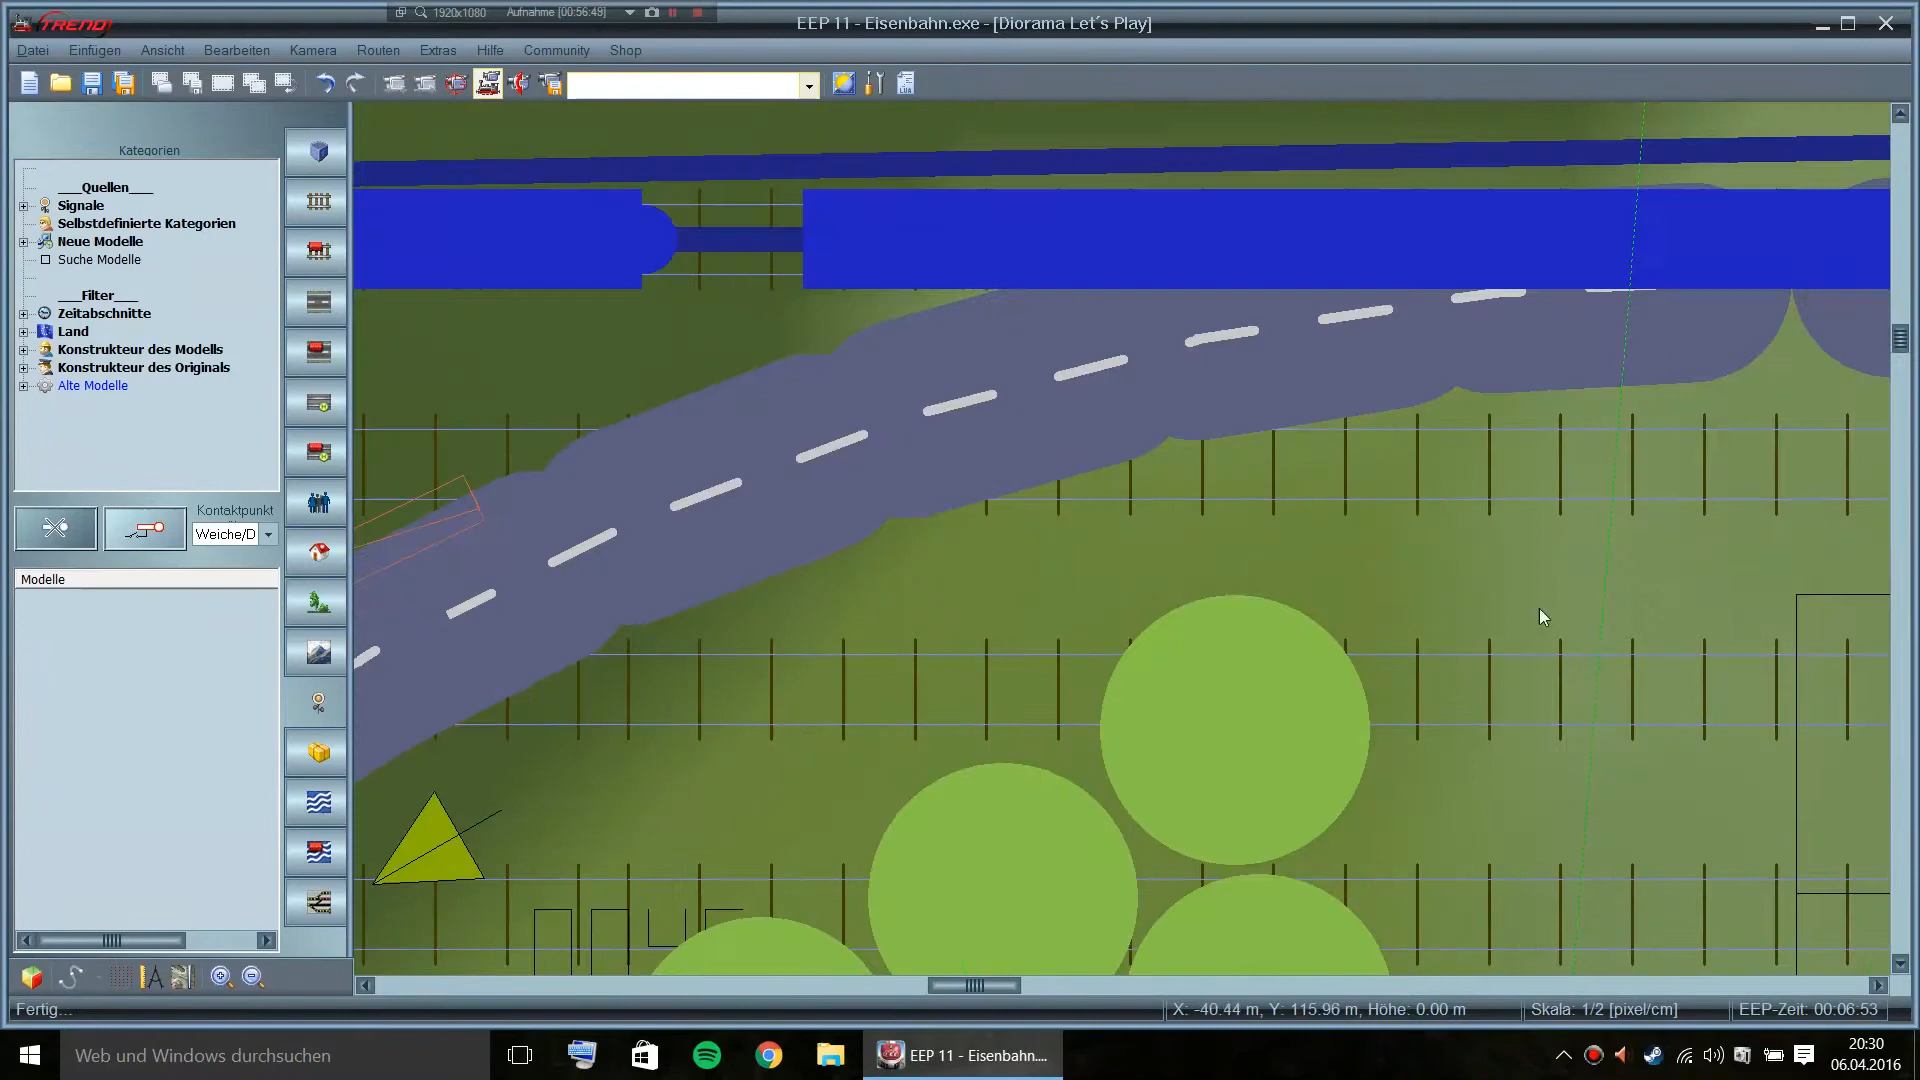 1920x1080 Aufnahme [00:56:49]
TREND
EEP 11 - Eisenbahn.exe - [Diorama Let´s Play]
Datei Einfügen Ansicht Bearbeiten Kamera Routen Extras Hilfe Community Shop
LUA
Kategorien
___Quellen___
Signale
Selbstdefinierte Kategorien
Neue Modelle
Suche Modelle
___Filter___
Zeitabschnitte
Land
Konstrukteur des Modells
Konstrukteur des Originals
Alte Modelle
Kontaktpunkt
Weiche/D
Modelle
Fertig...
X: -40.44 m, Y: 115.96 m, Höhe: 0.00 m
Skala: 1/2 [pixel/cm]
EEP-Zeit: 00:06:53
Web und Windows durchsuchen
EEP 11 - Eisenbahn....
20:30
06.04.2016